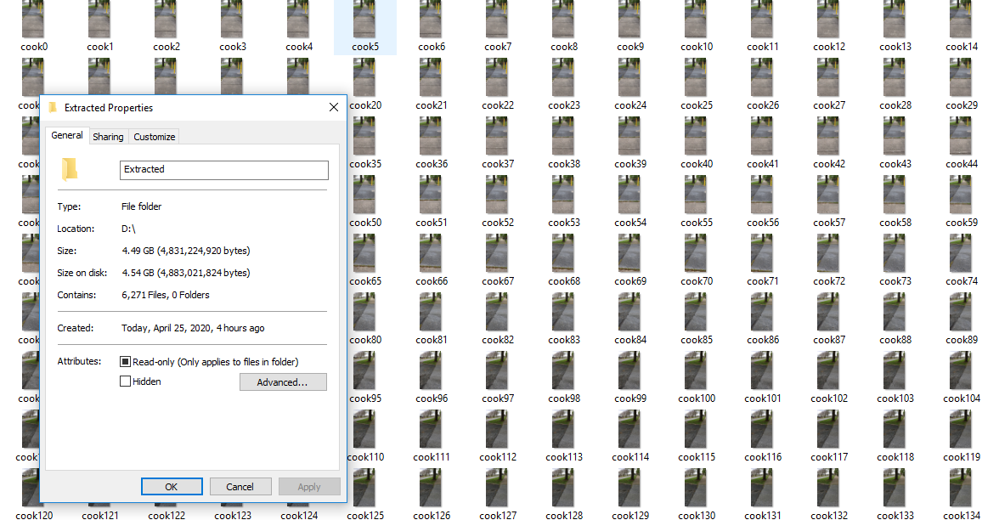 cook0 cook1 cook2 cook3 cook4 cook5 cook6 cook7 cook8 cook9 cook10 cook11 cook12 cook13 cook14
cook cook20 cook21 cook22 cook23 cook24 cook25 cook26 cook27 cook28 cook29
cook cook35 cook36 cook37 cook38 cook39 cook40 cook41 cook42 cook43 cook44
cook cook50 cook51 cook52 cook53 cook54 cook55 cook56 cook57 cook58 cook59
cook cook65 cook66 cook67 cook68 cook69 cook70 cook71 cook72 cook73 cook74
cook cook80 cook81 cook82 cook83 cook84 cook85 cook86 cook87 cook88 cook89
cook cook95 cook96 cook97 cook98 cook99 cook100 cook101 cook102 cook103 cook104
cook cook110 cook111 cook112 cook113 cook114 cook115 cook116 cook117 cook118 cook119
cook120 cook121 cook122 cook123 cook124 cook125 cook126 cook127 cook128 cook129 cook130 cook131 cook132 cook133 cook134
Extracted Properties
General Sharing Customize
Extracted
Type: File folder
Location: D:\
Size: 4.49 GB (4,831,224,920 bytes)
Size on disk: 4.54 GB (4,883,021,824 bytes)
Contains: 6,271 Files, 0 Folders
Created: Today, April 25, 2020, 4 hours ago
Attributes: Read-only (Only applies to files in folder)
Hidden Advanced...
OK Cancel Apply